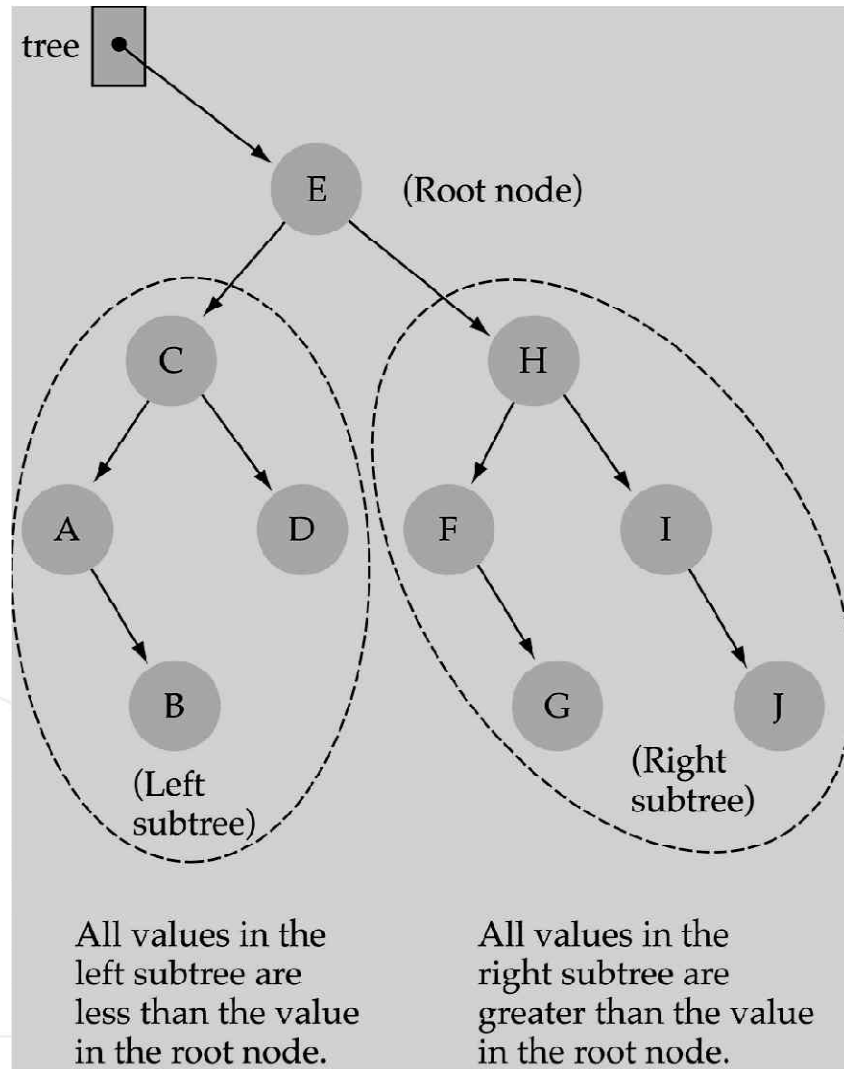 tree
E (Root node)
C H
A D F I
B G J
(Left
subtree)
(Right
subtree)
All values in the
left subtree are
less than the value
in the root node.
All values in the
right subtree are
greater than the value
in the root node.